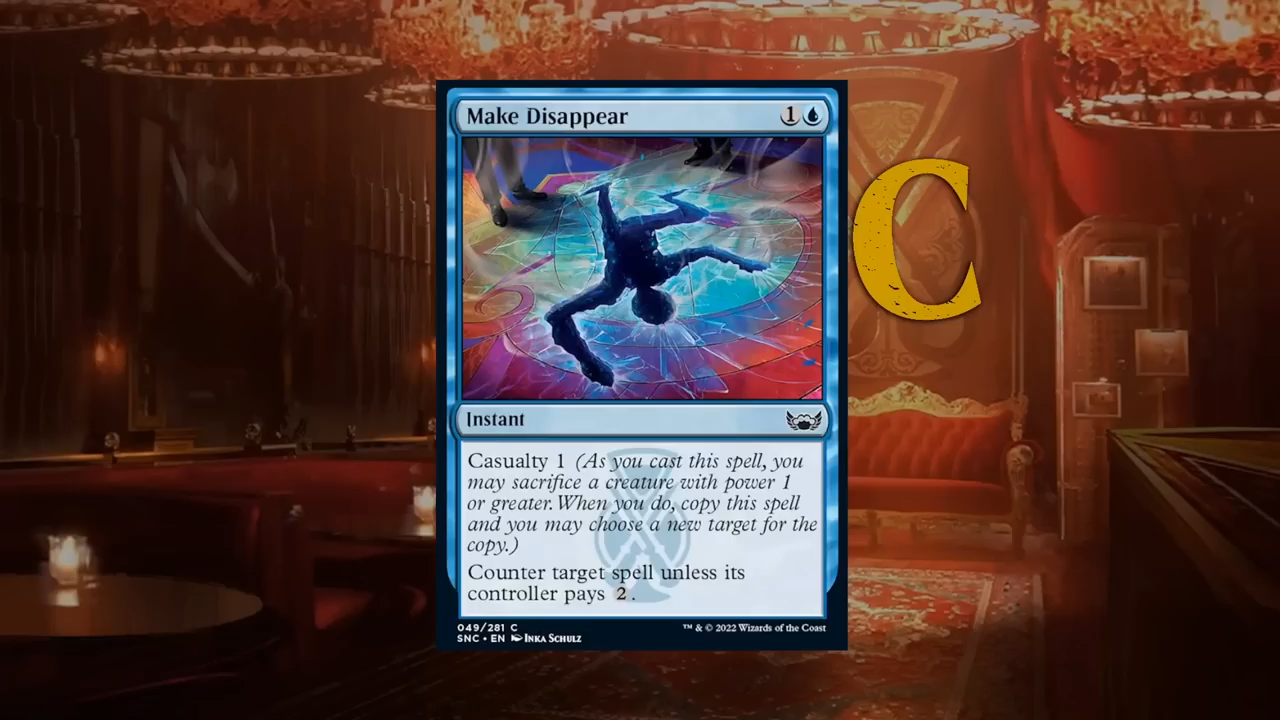 Make Disappear 1
C
Instant
Casualty 1 (As you cast this spell, you
may sacrifice a creature with power 1
or greater. When you do, copy this spell
and you may choose a new target for the
copy.)
Counter target spell unless its
controller pays 2.
049/281 C
SNC • EN Inka Schulz
™ & © 2022 Wizards of the Coast